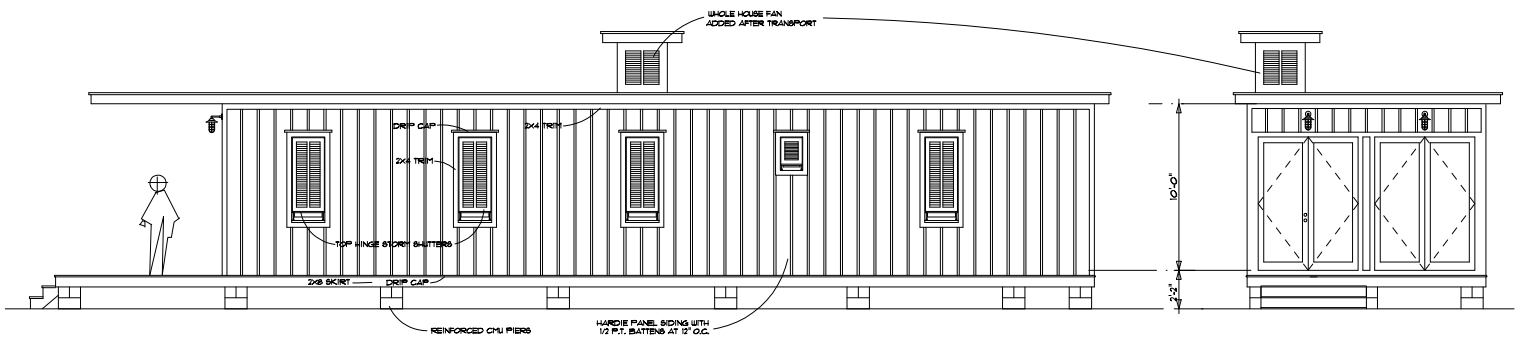 WHOLE HOUSE FAN
ADDED AFTER TRANSPORT
DRIP CAP
2X4 TRIM
2X4 TRIM
10'-0"
TOP HINGE STORM SHUTTERS
2X8 SKIRT
DRIP CAP
2'-2"
REINFORCED CMU PIERS
HARDIE PANEL SIDING WITH
1/2 P.T. BATTENS AT 12" O.C.